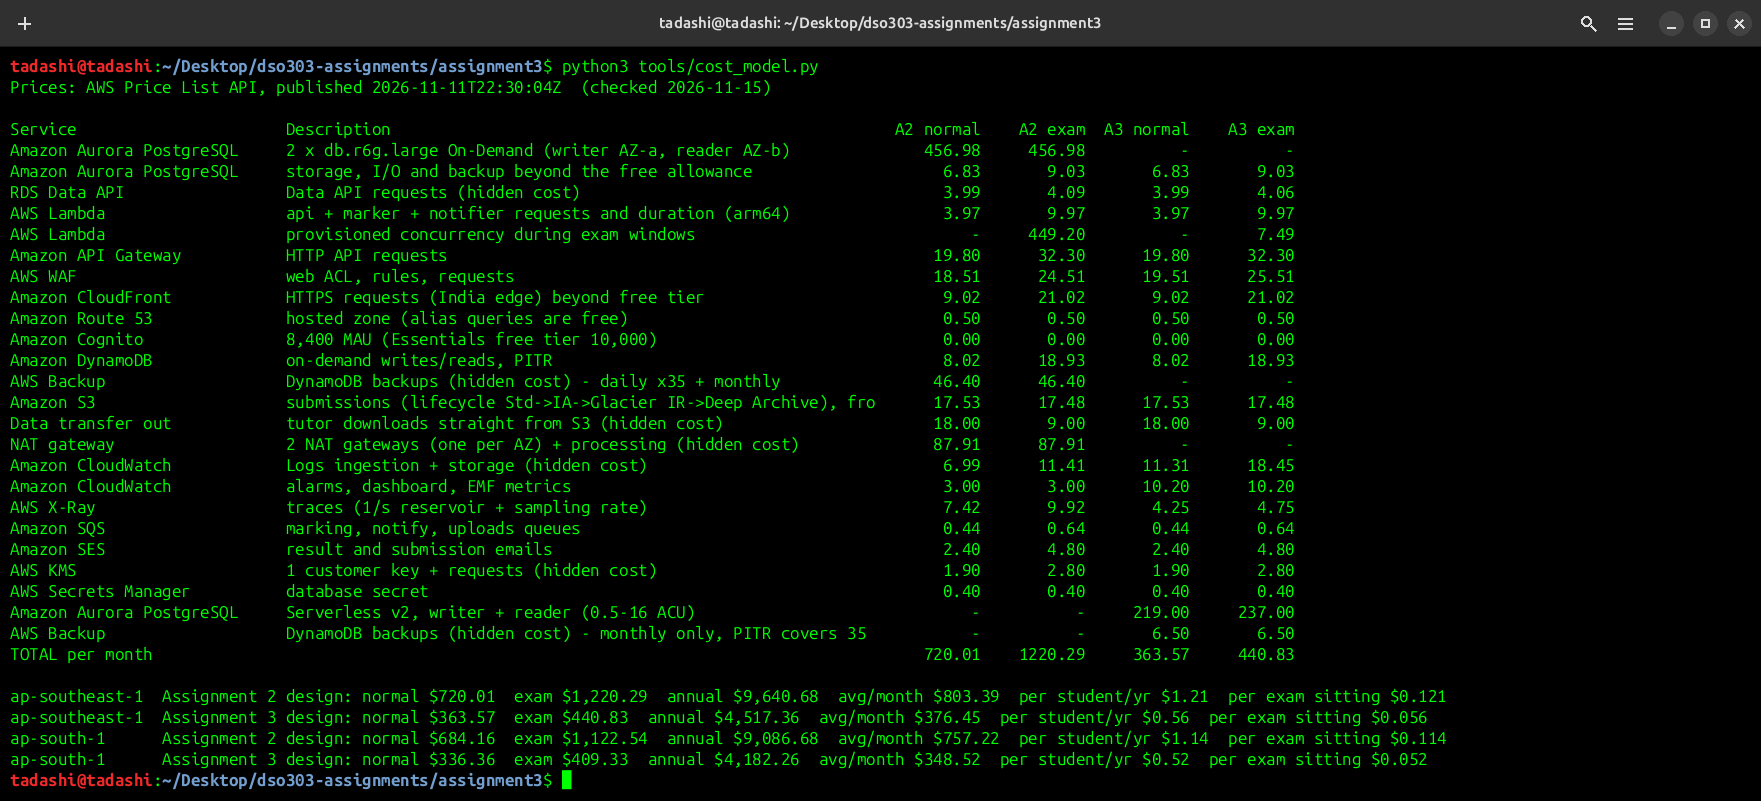 tadashi@tadashi: ~/Desktop/dso303-assignments/assignment3
tadashi@tadashi:~/Desktop/dso303-assignments/assignment3$ python3 tools/cost_model.py
Prices: AWS Price List API, published 2026-11-11T22:30:04Z  (checked 2026-11-15)
Service Description A2 normal A2 exam A3 normal A3 exam
Amazon Aurora PostgreSQL 2 x db.r6g.large On-Demand (writer AZ-a, reader AZ-b) 456.98 456.98 - -
Amazon Aurora PostgreSQL storage, I/O and backup beyond the free allowance 6.83 9.03 6.83 9.03
RDS Data API Data API requests (hidden cost) 3.99 4.09 3.99 4.06
AWS Lambda api + marker + notifier requests and duration (arm64) 3.97 9.97 3.97 9.97
AWS Lambda provisioned concurrency during exam windows - 449.20 - 7.49
Amazon API Gateway HTTP API requests 19.80 32.30 19.80 32.30
AWS WAF web ACL, rules, requests 18.51 24.51 19.51 25.51
Amazon CloudFront HTTPS requests (India edge) beyond free tier 9.02 21.02 9.02 21.02
Amazon Route 53 hosted zone (alias queries are free) 0.50 0.50 0.50 0.50
Amazon Cognito 8,400 MAU (Essentials free tier 10,000) 0.00 0.00 0.00 0.00
Amazon DynamoDB on-demand writes/reads, PITR 8.02 18.93 8.02 18.93
AWS Backup DynamoDB backups (hidden cost) - daily x35 + monthly 46.40 46.40 - -
Amazon S3 submissions (lifecycle Std->IA->Glacier IR->Deep Archive), fro 17.53 17.48 17.53 17.48
Data transfer out tutor downloads straight from S3 (hidden cost) 18.00 9.00 18.00 9.00
NAT gateway 2 NAT gateways (one per AZ) + processing (hidden cost) 87.91 87.91 - -
Amazon CloudWatch Logs ingestion + storage (hidden cost) 6.99 11.41 11.31 18.45
Amazon CloudWatch alarms, dashboard, EMF metrics 3.00 3.00 10.20 10.20
AWS X-Ray traces (1/s reservoir + sampling rate) 7.42 9.92 4.25 4.75
Amazon SQS marking, notify, uploads queues 0.44 0.64 0.44 0.64
Amazon SES result and submission emails 2.40 4.80 2.40 4.80
AWS KMS 1 customer key + requests (hidden cost) 1.90 2.80 1.90 2.80
AWS Secrets Manager database secret 0.40 0.40 0.40 0.40
Amazon Aurora PostgreSQL Serverless v2, writer + reader (0.5-16 ACU) - - 219.00 237.00
AWS Backup DynamoDB backups (hidden cost) - monthly only, PITR covers 35 - - 6.50 6.50
TOTAL per month 720.01 1220.29 363.57 440.83
ap-southeast-1  Assignment 2 design: normal $720.01  exam $1,220.29  annual $9,640.68  avg/month $803.39  per student/yr $1.21  per exam sitting $0.121
ap-southeast-1  Assignment 3 design: normal $363.57  exam $440.83  annual $4,517.36  avg/month $376.45  per student/yr $0.56  per exam sitting $0.056
ap-south-1  Assignment 2 design: normal $684.16  exam $1,122.54  annual $9,086.68  avg/month $757.22  per student/yr $1.14  per exam sitting $0.114
ap-south-1  Assignment 3 design: normal $336.36  exam $409.33  annual $4,182.26  avg/month $348.52  per student/yr $0.52  per exam sitting $0.052
tadashi@tadashi:~/Desktop/dso303-assignments/assignment3$